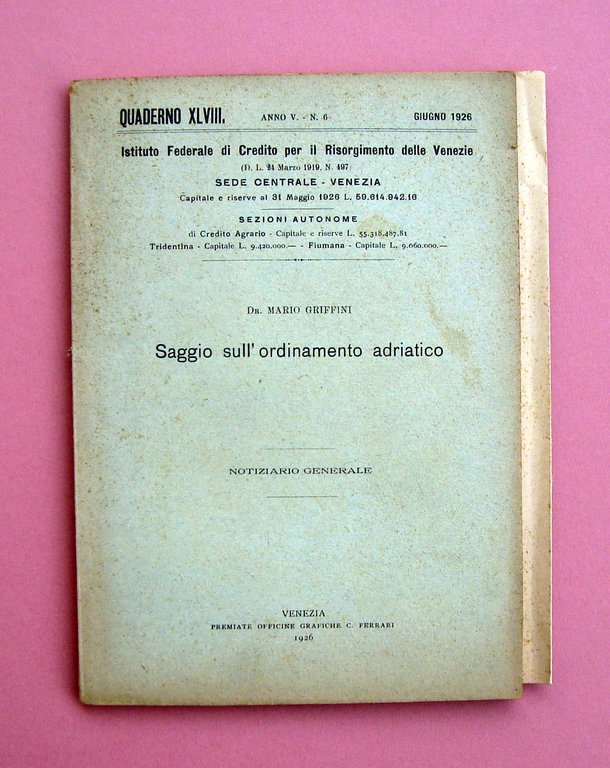 QUADERNO XLVIII. ANNO V. - N. 6 GIUGNO 1926
Istituto Federale di Credito per il Risorgimento delle Venezie
(D. L. 24 Marzo 1919, N. 497)
SEDE CENTRALE - VENEZIA
Capitale e riserve al 31 Maggio 1926 L. 59.614.942.16
SEZIONI AUTONOME
di Credito Agrario - Capitale e riserve L. 55.318.487.81
Tridentina - Capitale L. 9.420.000.— - Fiumana - Capitale L. 9.060.000.—
DR. MARIO GRIFFINI
Saggio sull'ordinamento adriatico
NOTIZIARIO GENERALE
VENEZIA
PREMIATE OFFICINE GRAFICHE C. FERRARI
1926